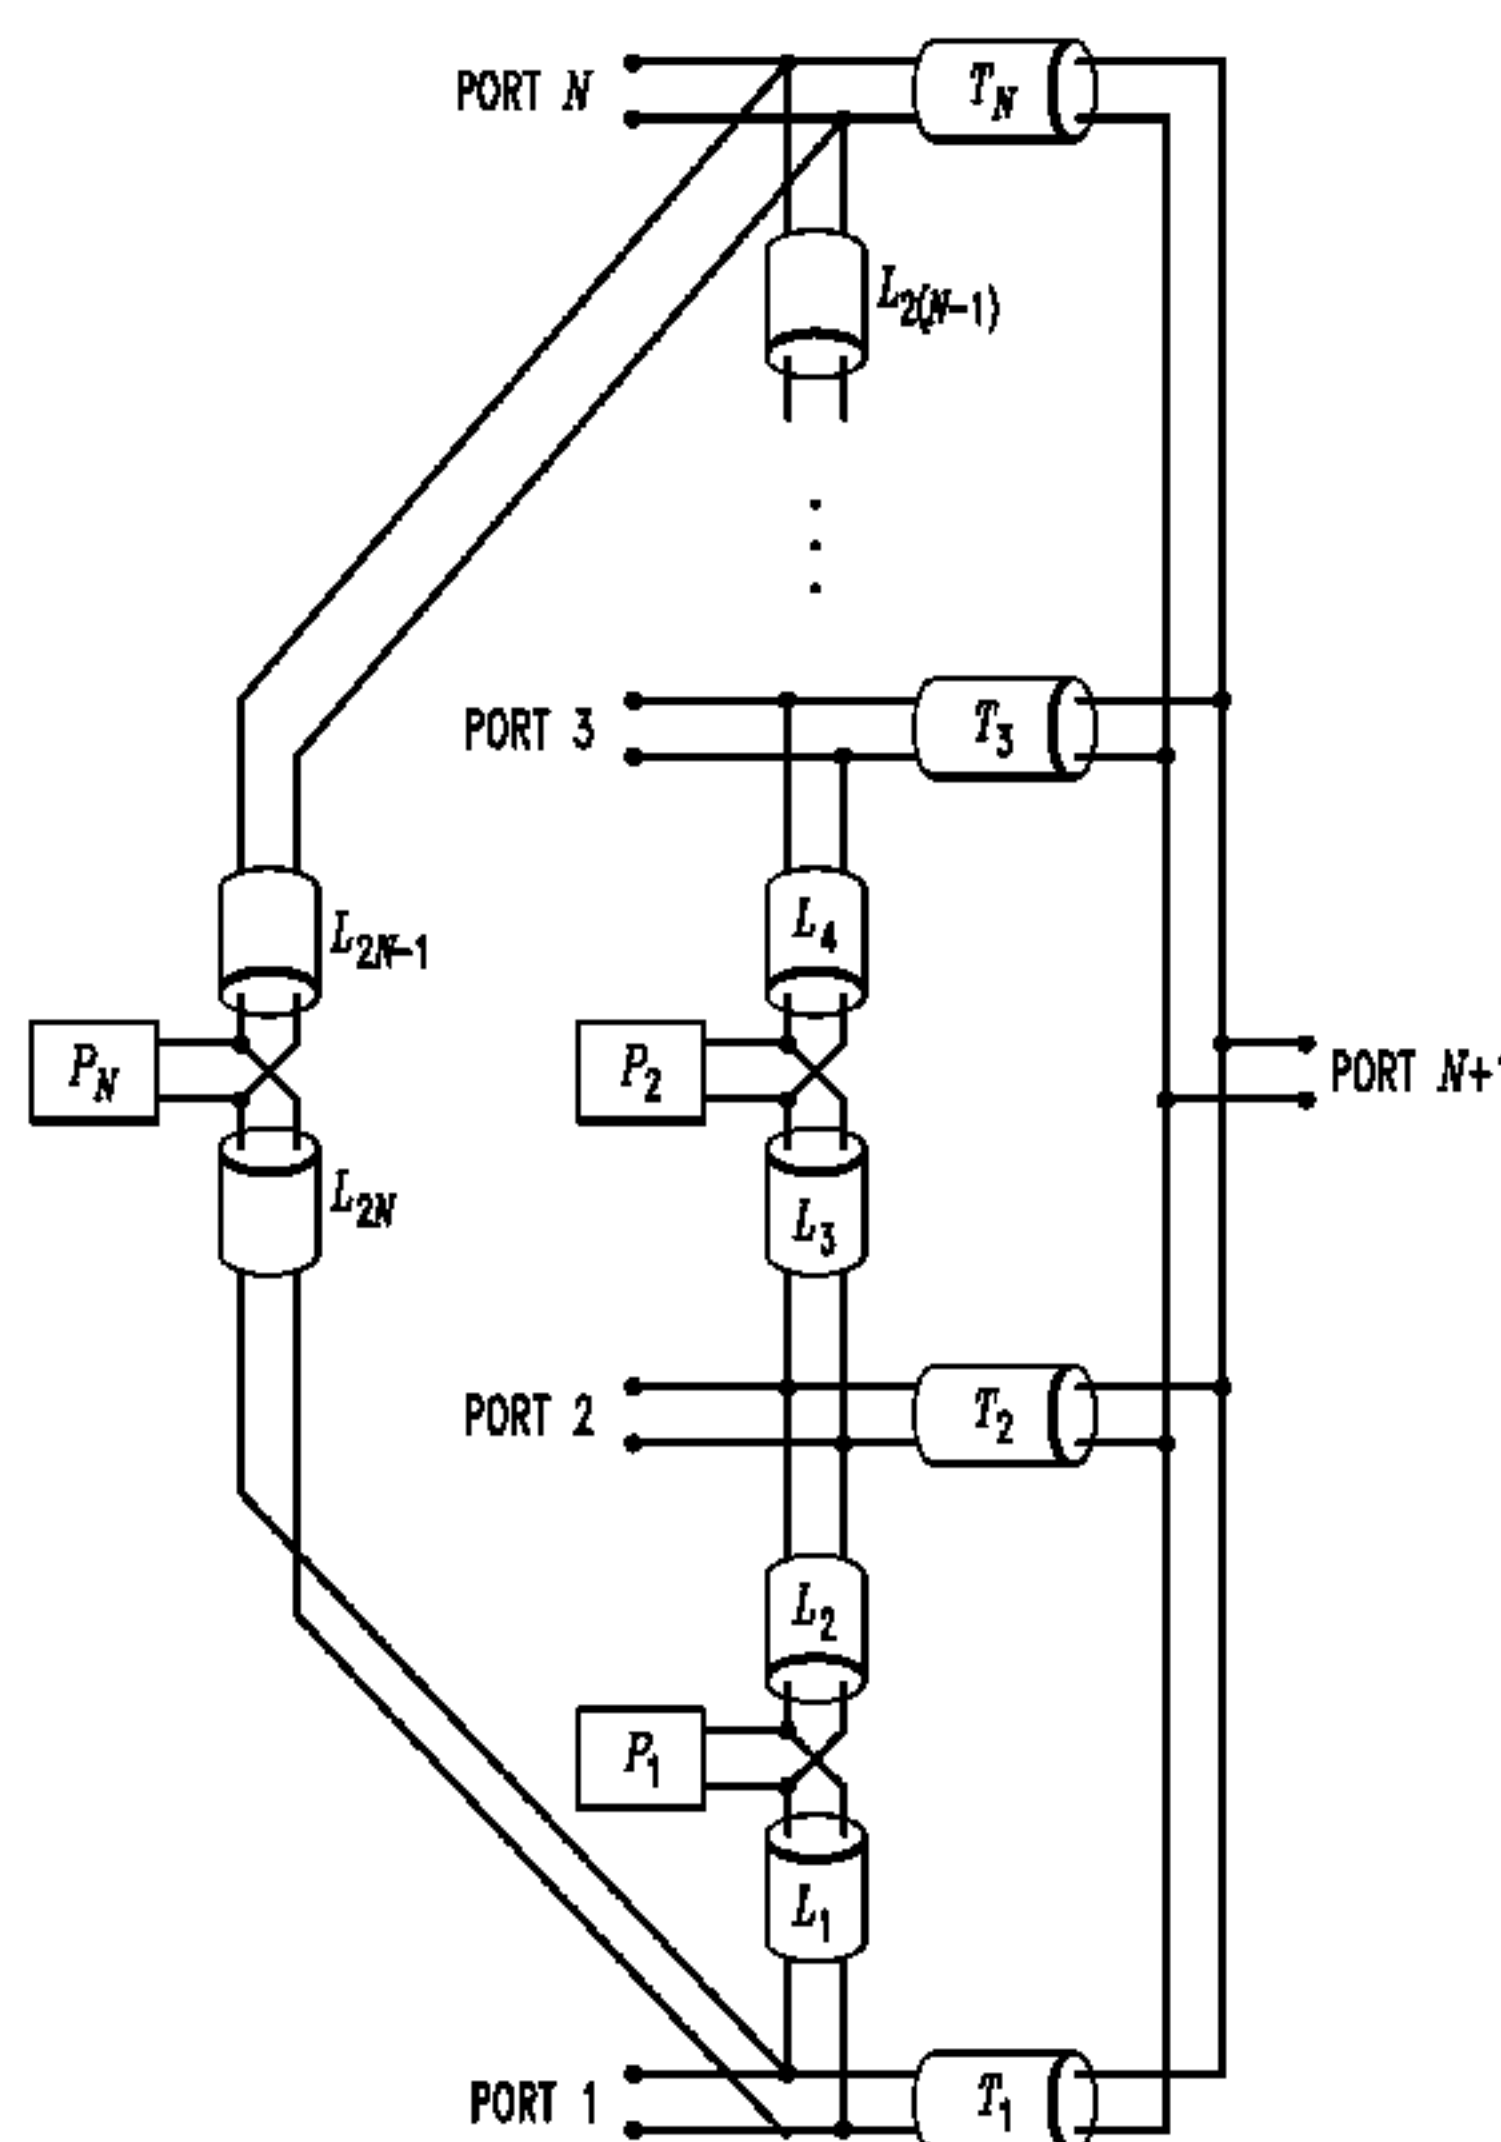 PORT N
T_N
L_2(N-1)
PORT 3
T_3
L_2N-1
L_4
P_N
P_2
PORT N+
L_2N
L_3
PORT 2
T_2
L_2
P_1
L_1
PORT 1
T_1